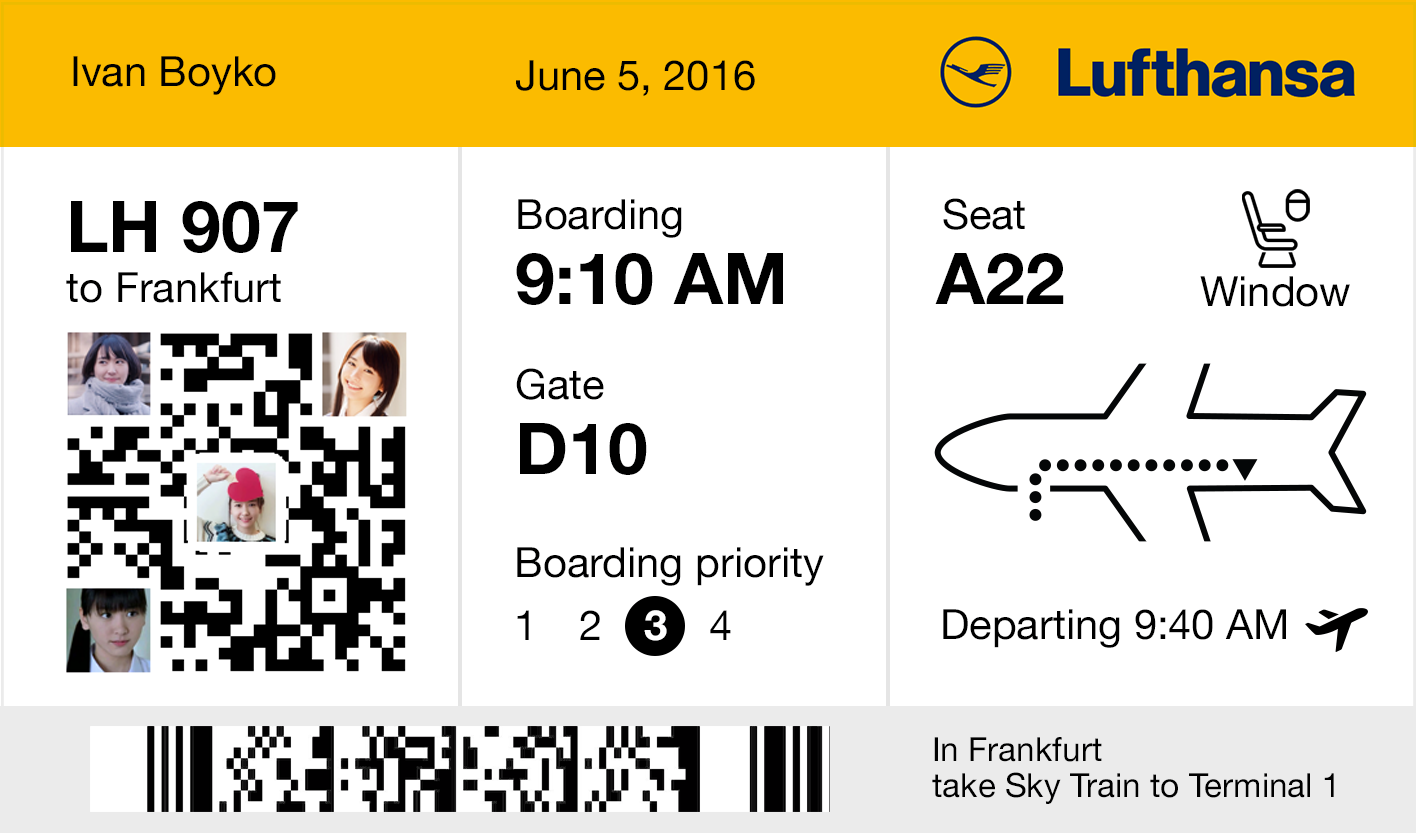 Ivan Boyko
June 5, 2016
Lufthansa
LH 907
to Frankfurt
Boarding
9:10 AM
Gate
D10
Boarding priority
1 2 3 4
Seat
A22
Window
Departing 9:40 AM
In Frankfurt
take Sky Train to Terminal 1